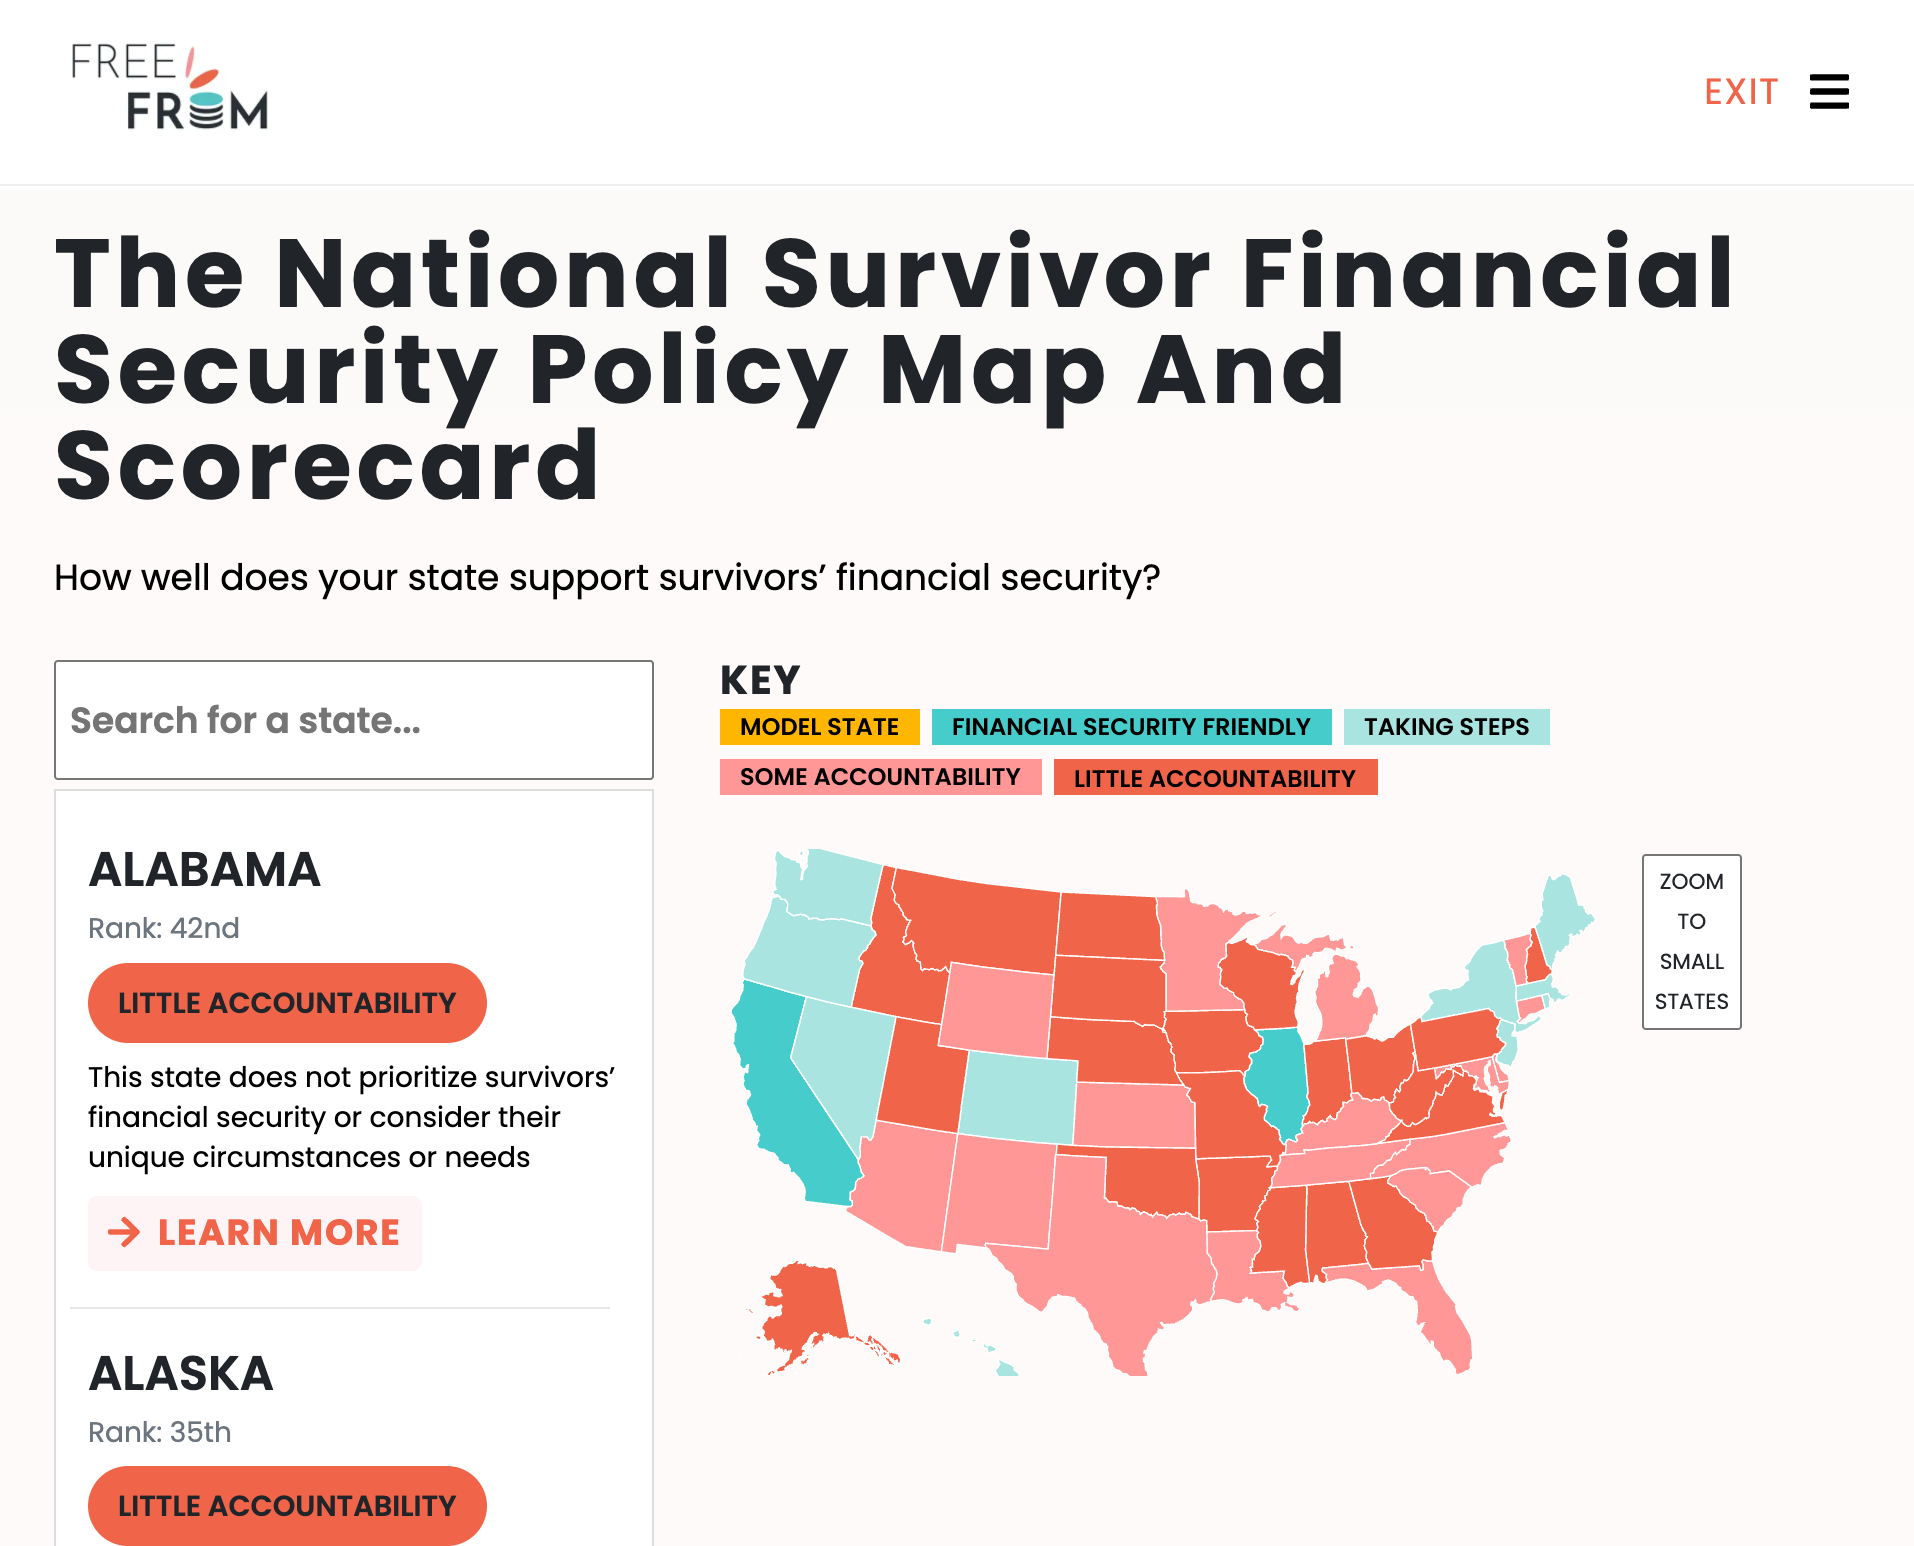 FREE
FROM
EXIT
The National Survivor Financial
Security Policy Map And
Scorecard
How well does your state support survivors’ financial security?
Search for a state...
ALABAMA
Rank: 42nd
LITTLE ACCOUNTABILITY
This state does not prioritize survivors’
financial security or consider their
unique circumstances or needs
→ LEARN MORE
ALASKA
Rank: 35th
LITTLE ACCOUNTABILITY
KEY
MODEL STATE
FINANCIAL SECURITY FRIENDLY
TAKING STEPS
SOME ACCOUNTABILITY
LITTLE ACCOUNTABILITY
ZOOM
TO
SMALL
STATES